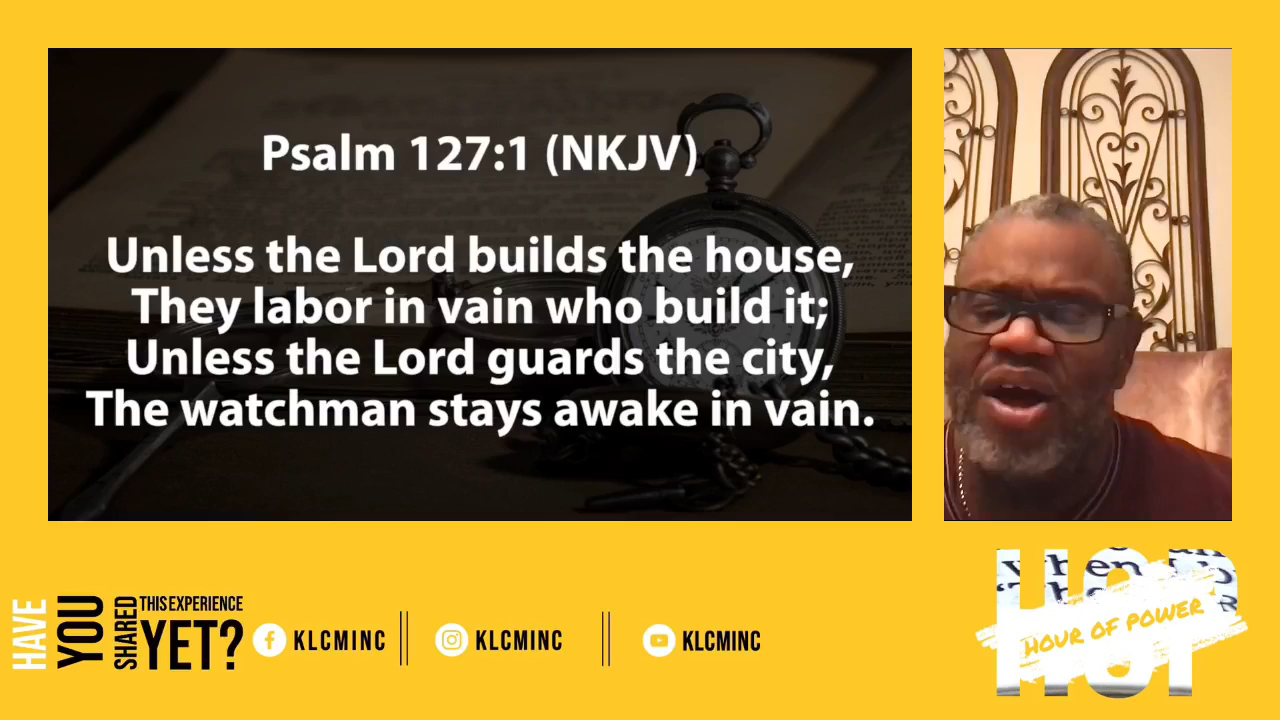 Psalm 127:1 (NKJV)
Unless the Lord builds the house,
They labor in vain who build it;
Unless the Lord guards the city,
The watchman stays awake in vain.
HAVE
YOU
SHARED
THIS EXPERIENCE
YET?
KLCMINC
KLCMINC
KLCMINC
HOP
HOUR OF POWER